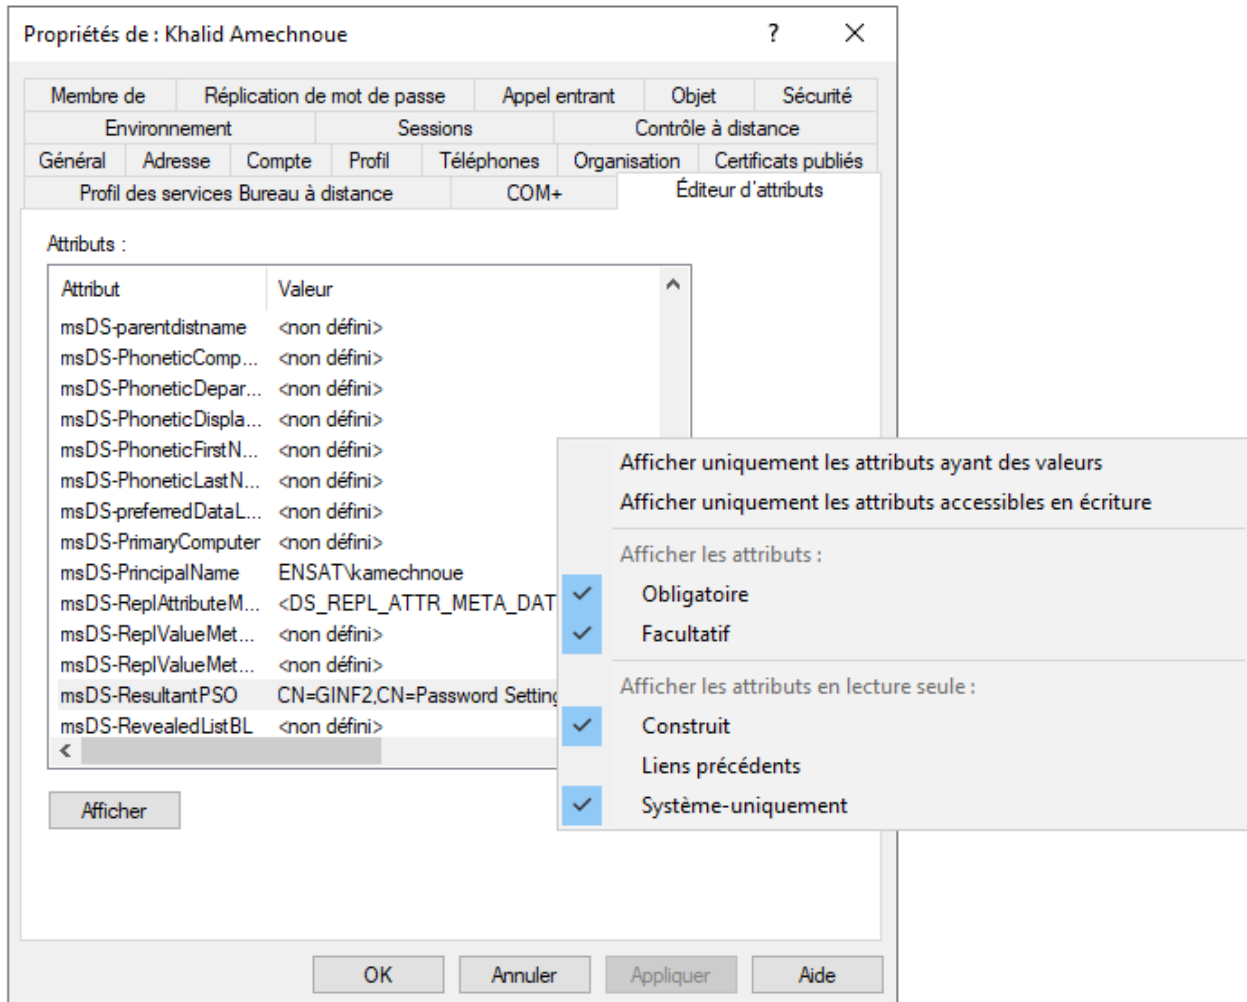 Propriétés de : Khalid Amechnoue ?
Membre de Réplication de mot de passe Appel entrant Objet Sécurité
Environnement Sessions Contrôle à distance
Général Adresse Compte Profil Téléphones Organisation Certificats publiés
Profil des services Bureau à distance COM+ Éditeur d'attributs
Attributs :
Attribut Valeur
msDS-parentdistname <non défini>
msDS-PhoneticComp... <non défini>
msDS-PhoneticDepar... <non défini>
msDS-PhoneticDispla... <non défini>
msDS-PhoneticFirstN... <non défini>
msDS-PhoneticLastN... <non défini>
msDS-preferredDataL... <non défini>
msDS-PrimaryComputer <non défini>
msDS-PrincipalName ENSAT\kamechnoue
msDS-ReplAttributeM... <DS_REPL_ATTR_META_DAT
msDS-ReplValueMet... <non défini>
msDS-ReplValueMet... <non défini>
msDS-ResultantPSO CN=GINF2,CN=Password Setting
msDS-RevealedListBL <non défini>
Afficher
Afficher uniquement les attributs ayant des valeurs
Afficher uniquement les attributs accessibles en écriture
Afficher les attributs :
Obligatoire
Facultatif
Afficher les attributs en lecture seule :
Construit
Liens précédents
Système-uniquement
OK Annuler Appliquer Aide